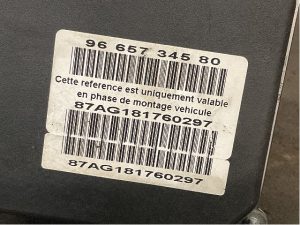 96 657 345 80
Cette reference est uniquement valable
en phase de montage vehicule
87AG181760297
87AG181760297